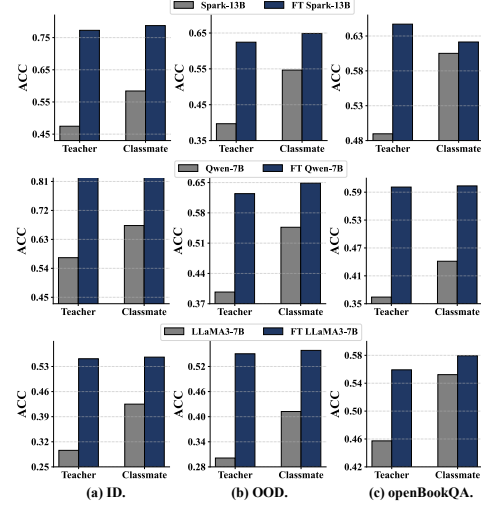 Spark-13B FT Spark-13B
ACC
0.75
0.65
0.55
0.45
Teacher Classmate
ACC
0.65
0.55
0.45
0.35
Teacher Classmate
ACC
0.63
0.58
0.53
0.48
Teacher Classmate
Qwen-7B FT Qwen-7B
ACC
0.81
0.72
0.63
0.54
0.45
Teacher Classmate
ACC
0.65
0.58
0.51
0.44
0.37
Teacher Classmate
ACC
0.59
0.53
0.47
0.41
0.35
Teacher Classmate
LLaMA3-7B FT LLaMA3-7B
ACC
0.53
0.46
0.39
0.32
0.25
Teacher Classmate
ACC
0.52
0.46
0.40
0.34
0.28
Teacher Classmate
ACC
0.58
0.54
0.50
0.46
0.42
Teacher Classmate
(a) ID. (b) OOD. (c) openBookQA.